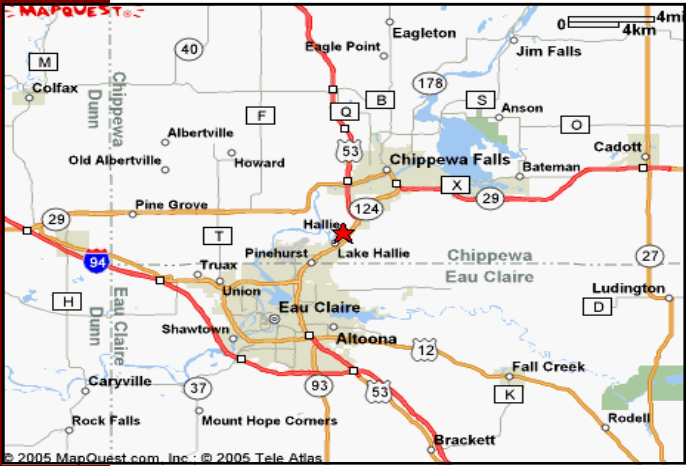 MAPQUEST
0 4mi
4km
Eagleton
Eagle Point
Jim Falls
40
M
Colfax
178
B
S
Anson
Q
F
O
Chippewa
Dunn
Albertville
53
Cadott
Old Albertville
Howard
Chippewa Falls
Bateman
X
29
Pine Grove
124
29
Hallie
T
Pinehurst
Lake Hallie
Chippewa
Eau Claire
27
94
Truax
Union
Ludington
H
D
Eau Claire
Dunn
Eau Claire
Shawtown
Altoona
12
Fall Creek
Caryville
37
93
53
K
Rock Falls
Mount Hope Corners
Rodell
Brackett
© 2005 MapQuest.com, Inc.; © 2005 Tele Atlas